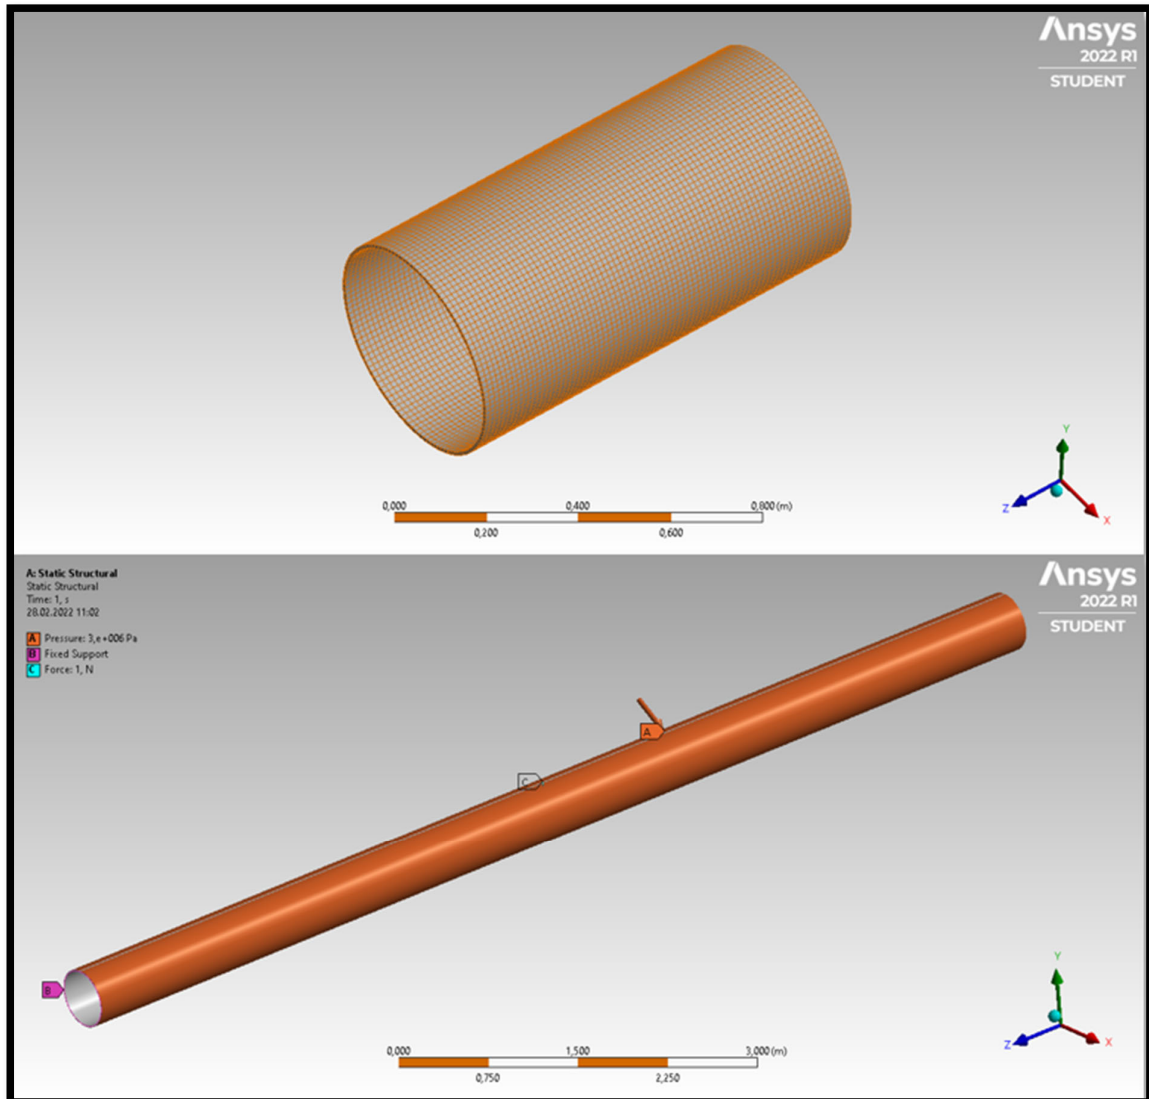 Ansys
2022 R1
STUDENT
Y
Z
X
0,000
0,400
0,800 (m)
0,200
0,600
A: Static Structural
Static Structural
Time: 1, s
28.02.2022 11:02
A Pressure: 3,e+006 Pa
B Fixed Support
C Force: 1, N
Ansys
2022 R1
STUDENT
A
C
B
Y
Z
X
0,000
1,500
3,000 (m)
0,750
2,250